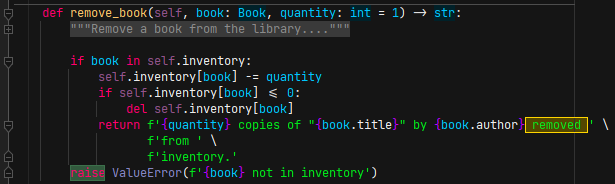 def remove_book(self, book: Book, quantity: int = 1) -> str:
"""Remove a book from the library...."""
if book in self.inventory:
self.inventory[book] -= quantity
if self.inventory[book] <= 0:
del self.inventory[book]
return f'{quantity} copies of "{book.title}" by {book.author} removed ' \
f'from ' \
f'inventory.'
raise ValueError(f'{book} not in inventory')